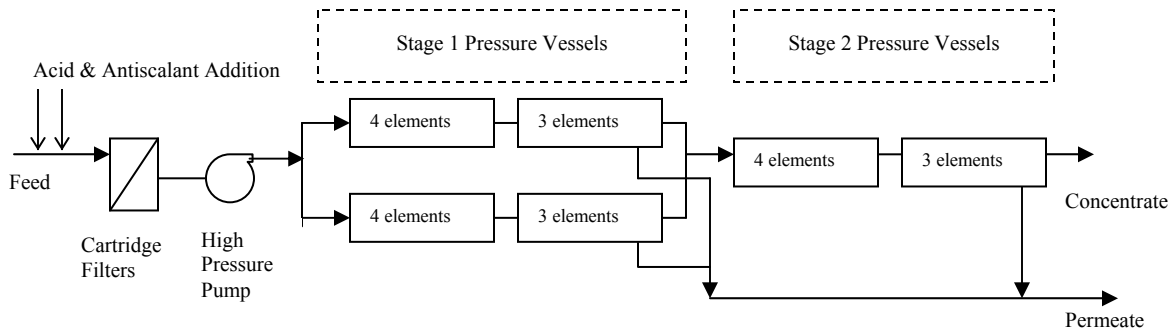 Stage 1 Pressure Vessels
Stage 2 Pressure Vessels
Acid & Antiscalant Addition
4 elements
3 elements
4 elements
3 elements
Feed
4 elements
3 elements
Concentrate
Cartridge
Filters
High
Pressure
Pump
Permeate